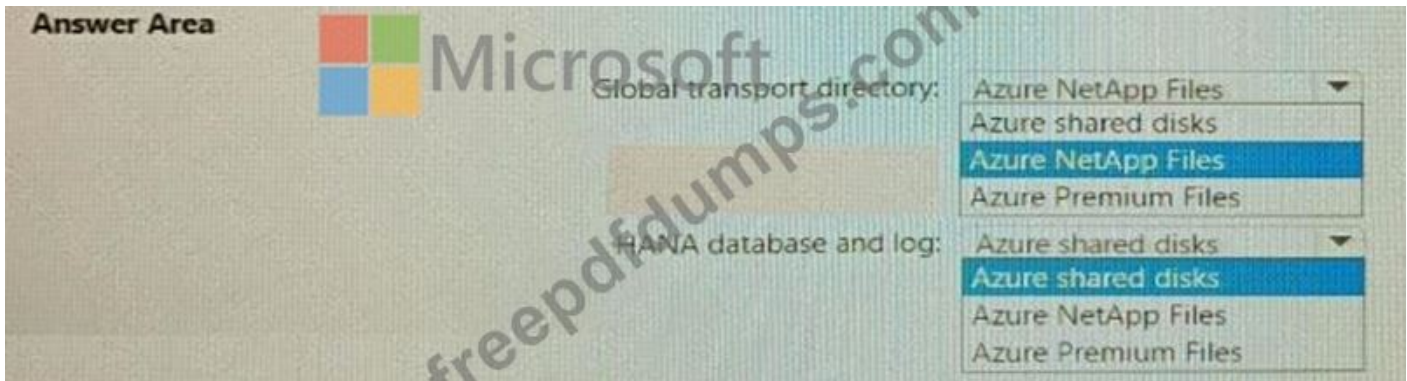 Answer Area
Microsoft
Global transport directory: Azure NetApp Files
Azure shared disks
Azure NetApp Files
Azure Premium Files
HANA database and log: Azure shared disks
Azure shared disks
Azure NetApp Files
Azure Premium Files
freepdfdumps.com